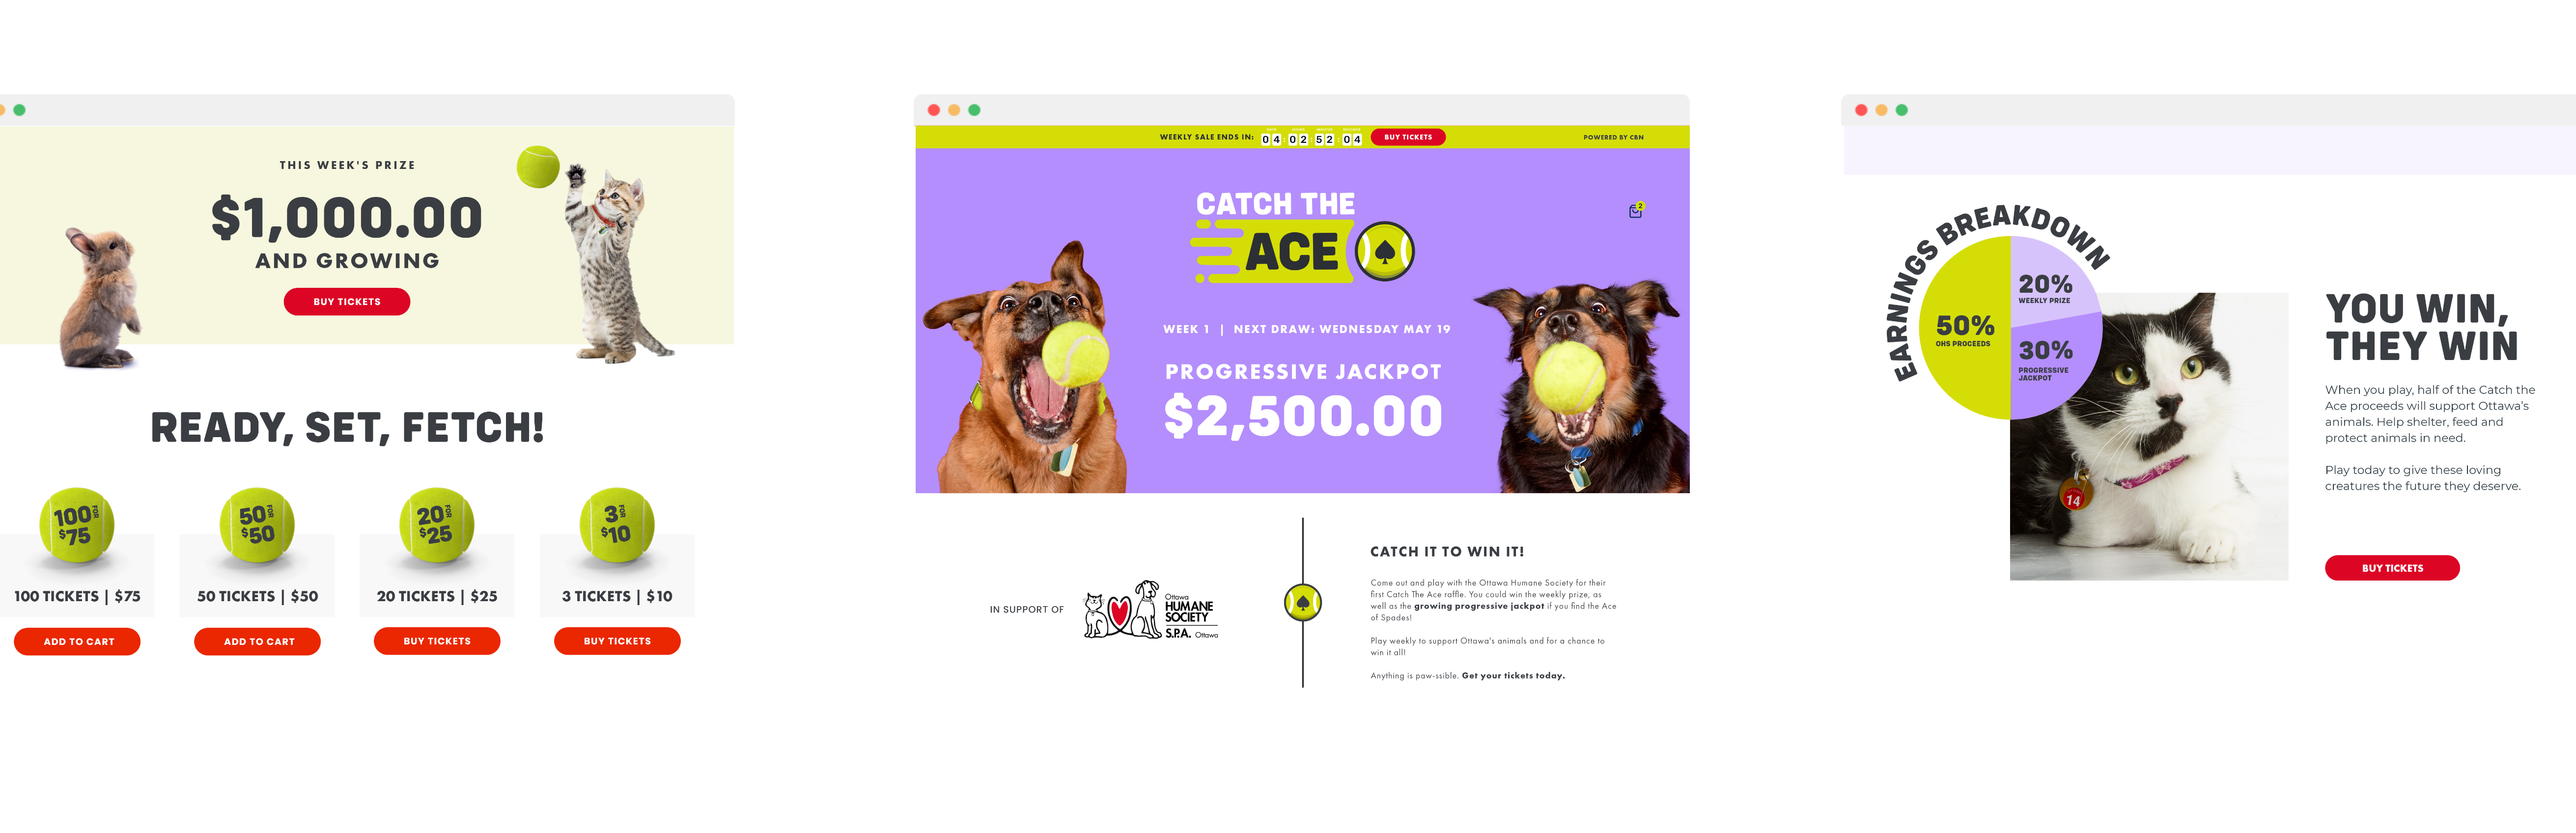 THIS WEEK'S PRIZE
$1,000.00
AND GROWING
BUY TICKETS
READY, SET, FETCH!
100 FOR
$75
50 FOR
$50
20 FOR
$25
3 FOR
$10
100 TICKETS | $75
50 TICKETS | $50
20 TICKETS | $25
3 TICKETS | $10
ADD TO CART
ADD TO CART
BUY TICKETS
BUY TICKETS
WEEKLY SALE ENDS IN:
04:02:52:04
BUY TICKETS
POWERED BY CBN
CATCH THE
ACE
2
WEEK 1 | NEXT DRAW: WEDNESDAY MAY 19
PROGRESSIVE JACKPOT
$2,500.00
IN SUPPORT OF
Ottawa
HUMANE
SOCIETY
S.P.A. Ottawa
CATCH IT TO WIN IT!
Come out and play with the Ottawa Humane Society for their
first Catch The Ace raffle. You could win the weekly prize, as
well as the growing progressive jackpot if you find the Ace
of Spades!
Play weekly to support Ottawa's animals and for a chance to
win it all!
Anything is paw-ssible. Get your tickets today.
EARNINGS BREAKDOWN
50%
OHS PROCEEDS
20%
WEEKLY PRIZE
30%
PROGRESSIVE
JACKPOT
14
YOU WIN,
THEY WIN
When you play, half of the Catch the
Ace proceeds will support Ottawa's
animals. Help shelter, feed and
protect animals in need.
Play today to give these loving
creatures the future they deserve.
BUY TICKETS